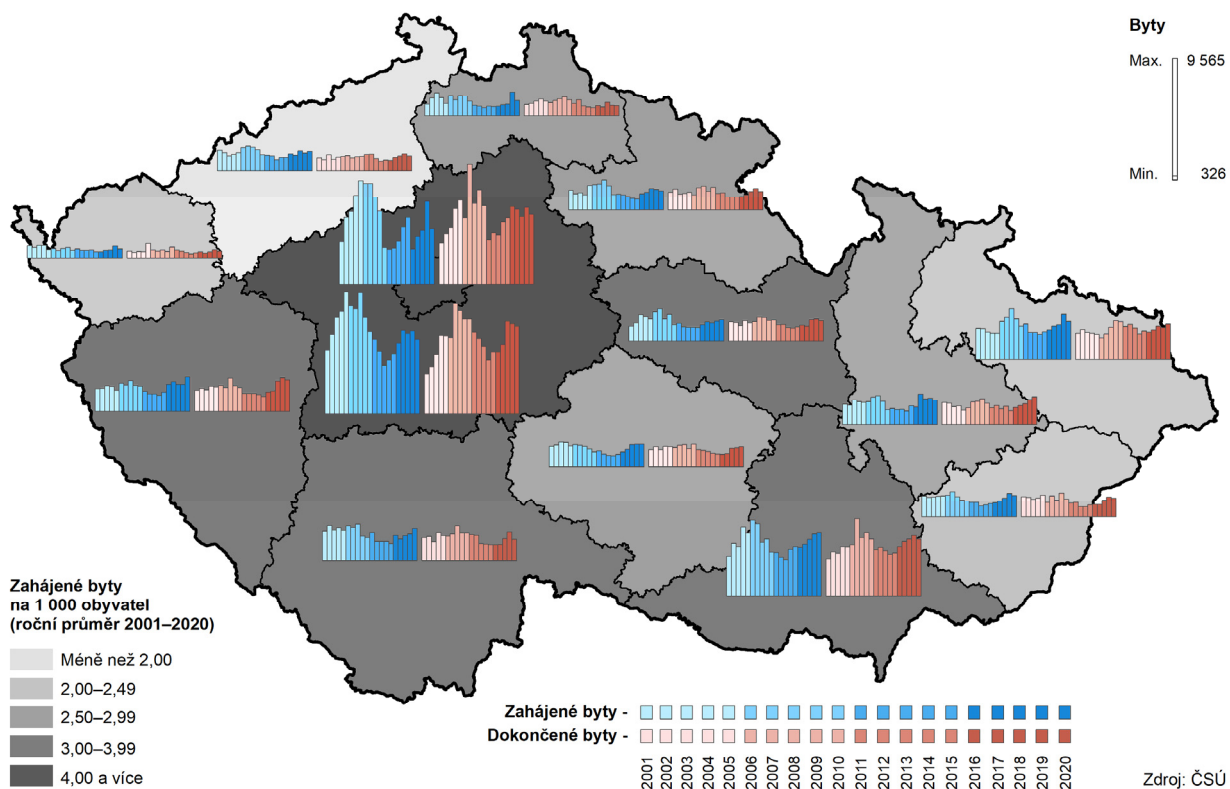 Byty
Max. 9 565
Min. 326
Zahájené byty
na 1 000 obyvatel
(roční průměr 2001–2020)
Méně než 2,00
2,00–2,49
2,50–2,99
3,00–3,99
4,00 a více
Zahájené byty -
Dokončené byty -
2001 2002 2003 2004 2005 2006 2007 2008 2009 2010 2011 2012 2013 2014 2015 2016 2017 2018 2019 2020
Zdroj: ČSÚ